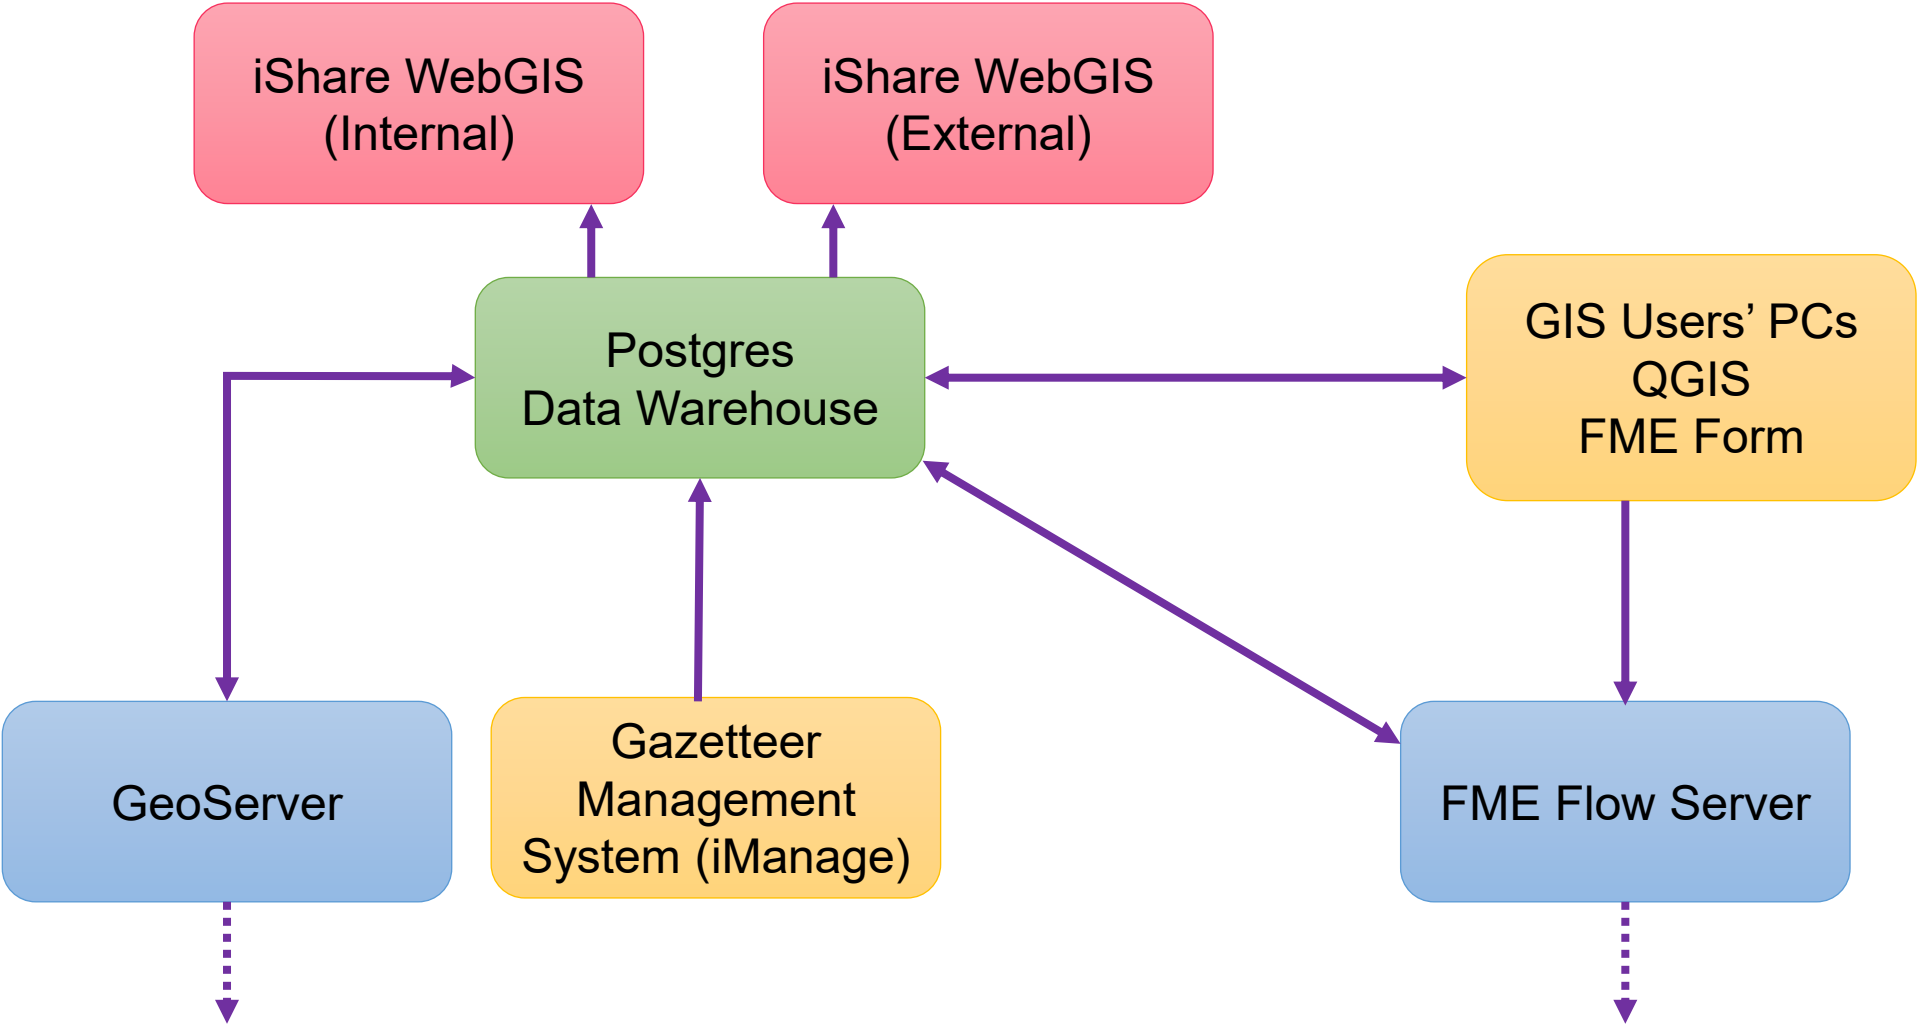 iShare WebGIS
(Internal)
iShare WebGIS
(External)
Postgres
Data Warehouse
GIS Users’ PCs
QGIS
FME Form
GeoServer
Gazetteer
Management
System (iManage)
FME Flow Server